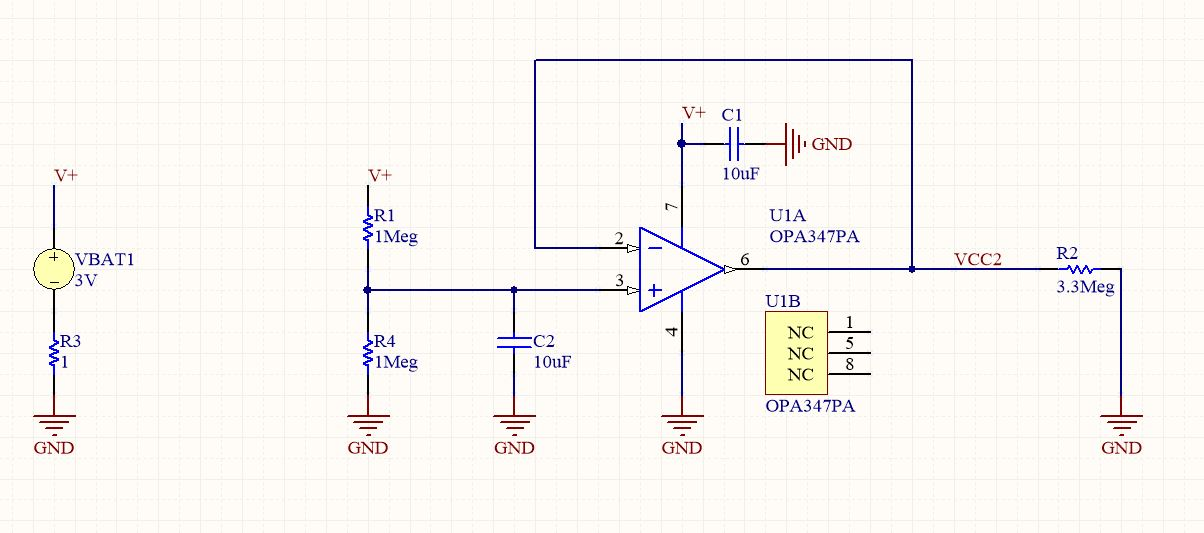 V+
VBAT1
3V
R3
1
GND
V+
R1
1Meg
R4
1Meg
GND
C2
10uF
GND
V+
C1
10uF
GND
7
2
3
6
4
U1A
OPA347PA
GND
U1B
NC 1
NC 5
NC 8
OPA347PA
VCC2
R2
3.3Meg
GND